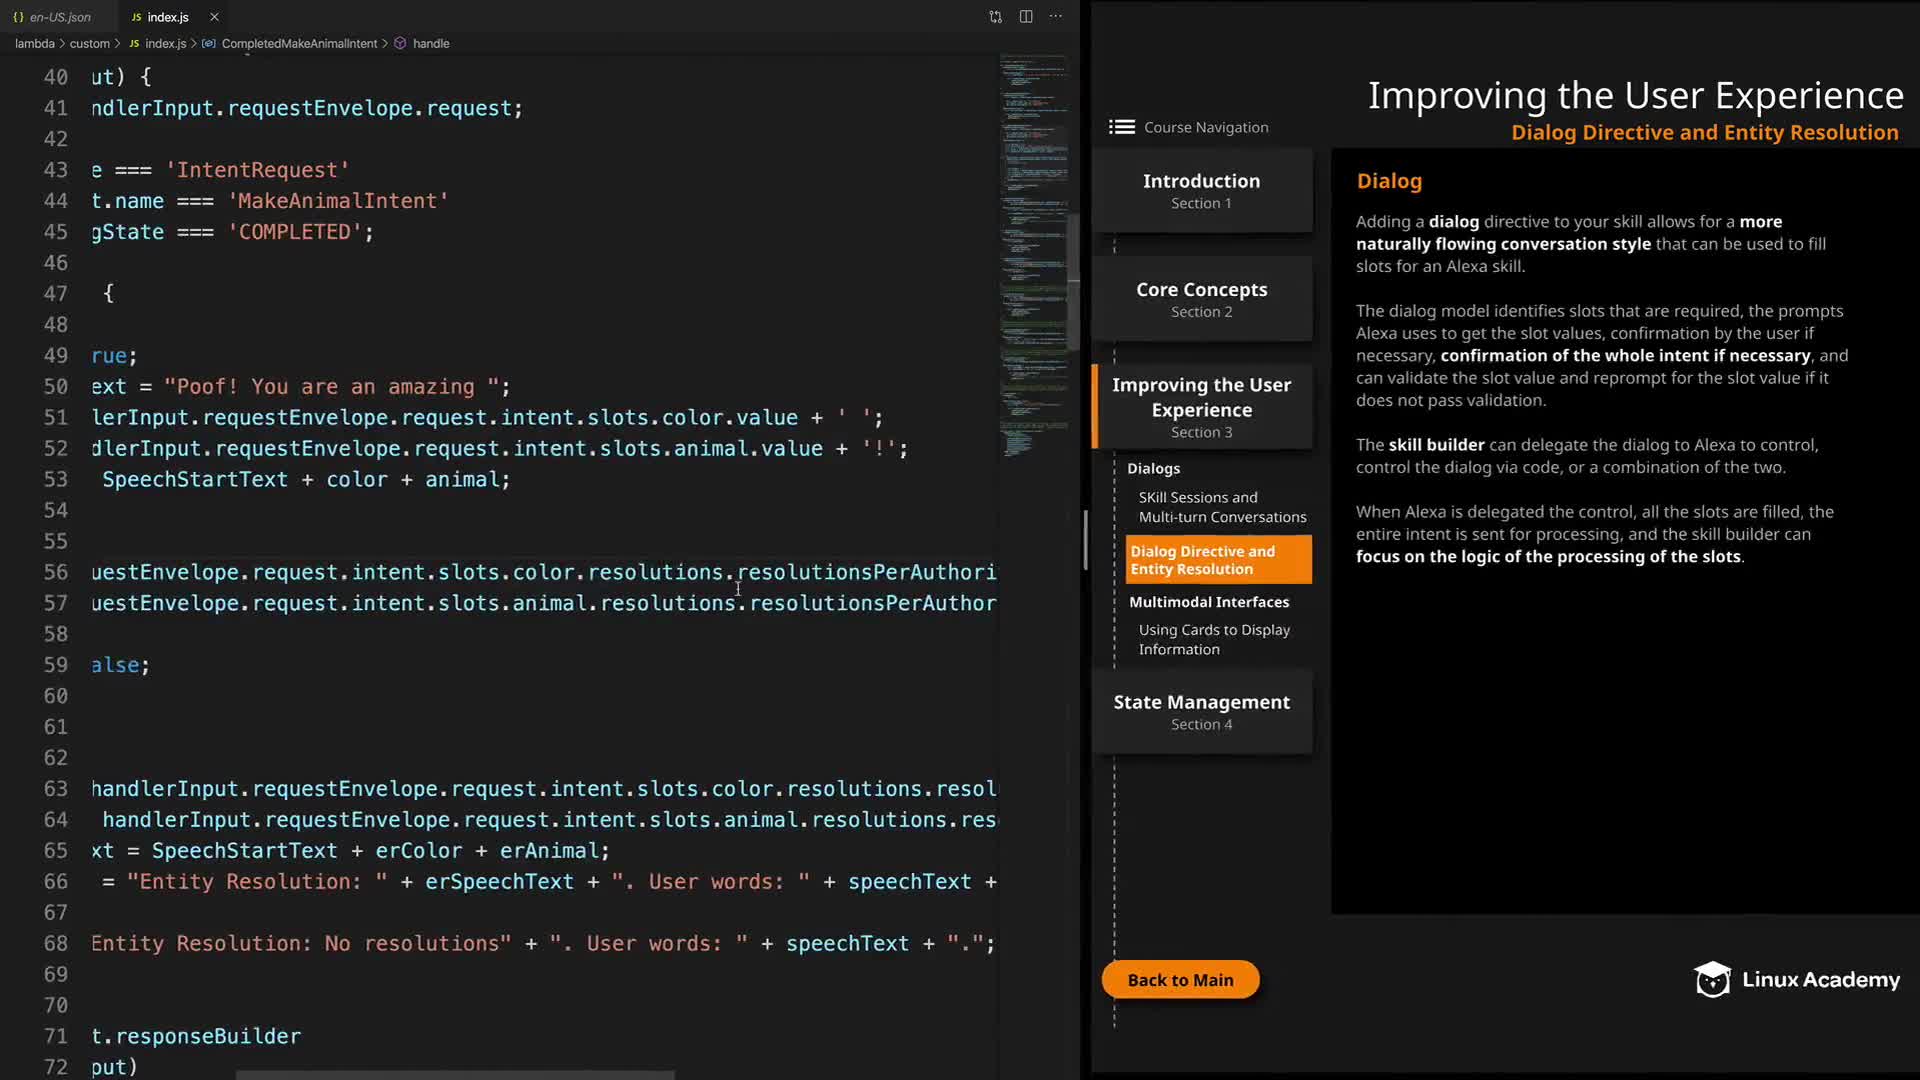 {} en-US.json
JS index.js
lambda > custom > JS index.js > CompletedMakeAnimalIntent > handle
40 ut) {
41 ndlerInput.requestEnvelope.request;
42
43 e === 'IntentRequest'
44 t.name === 'MakeAnimalIntent'
45 gState === 'COMPLETED';
46
47 {
48
49 rue;
50 ext = "Poof! You are an amazing ";
51 lerInput.requestEnvelope.request.intent.slots.color.value + ' ';
52 dlerInput.requestEnvelope.request.intent.slots.animal.value + '!';
53 SpeechStartText + color + animal;
54
55
56 uestEnvelope.request.intent.slots.color.resolutions.resolutionsPerAuthori
57 uestEnvelope.request.intent.slots.animal.resolutions.resolutionsPerAuthor
58
59 alse;
60
61
62
63 handlerInput.requestEnvelope.request.intent.slots.color.resolutions.resol
64 handlerInput.requestEnvelope.request.intent.slots.animal.resolutions.res
65 xt = SpeechStartText + erColor + erAnimal;
66 = "Entity Resolution: " + erSpeechText + ". User words: " + speechText +
67
68 Entity Resolution: No resolutions" + ". User words: " + speechText + ".";
69
70
71 t.responseBuilder
72 put)
Improving the User Experience
Dialog Directive and Entity Resolution
Course Navigation
Introduction
Section 1
Core Concepts
Section 2
Improving the User
Experience
Section 3
Dialogs
SKill Sessions and
Multi-turn Conversations
Dialog Directive and
Entity Resolution
Multimodal Interfaces
Using Cards to Display
Information
State Management
Section 4
Back to Main
Dialog
Adding a dialog directive to your skill allows for a more
naturally flowing conversation style that can be used to fill
slots for an Alexa skill.
The dialog model identifies slots that are required, the prompts
Alexa uses to get the slot values, confirmation by the user if
necessary, confirmation of the whole intent if necessary, and
can validate the slot value and reprompt for the slot value if it
does not pass validation.
The skill builder can delegate the dialog to Alexa to control,
control the dialog via code, or a combination of the two.
When Alexa is delegated the control, all the slots are filled, the
entire intent is sent for processing, and the skill builder can
focus on the logic of the processing of the slots.
Linux Academy